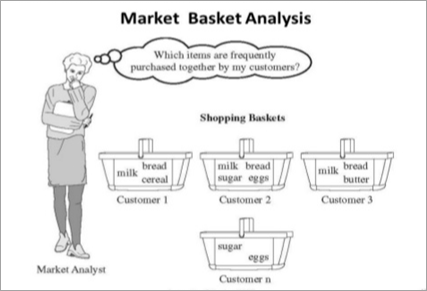 Market Basket Analysis
Which items are frequently
purchased together by my customers?
Shopping Baskets
milk bread
cereal
Customer 1
milk bread
sugar eggs
Customer 2
milk bread
butter
Customer 3
sugar
eggs
Customer n
Market Analyst